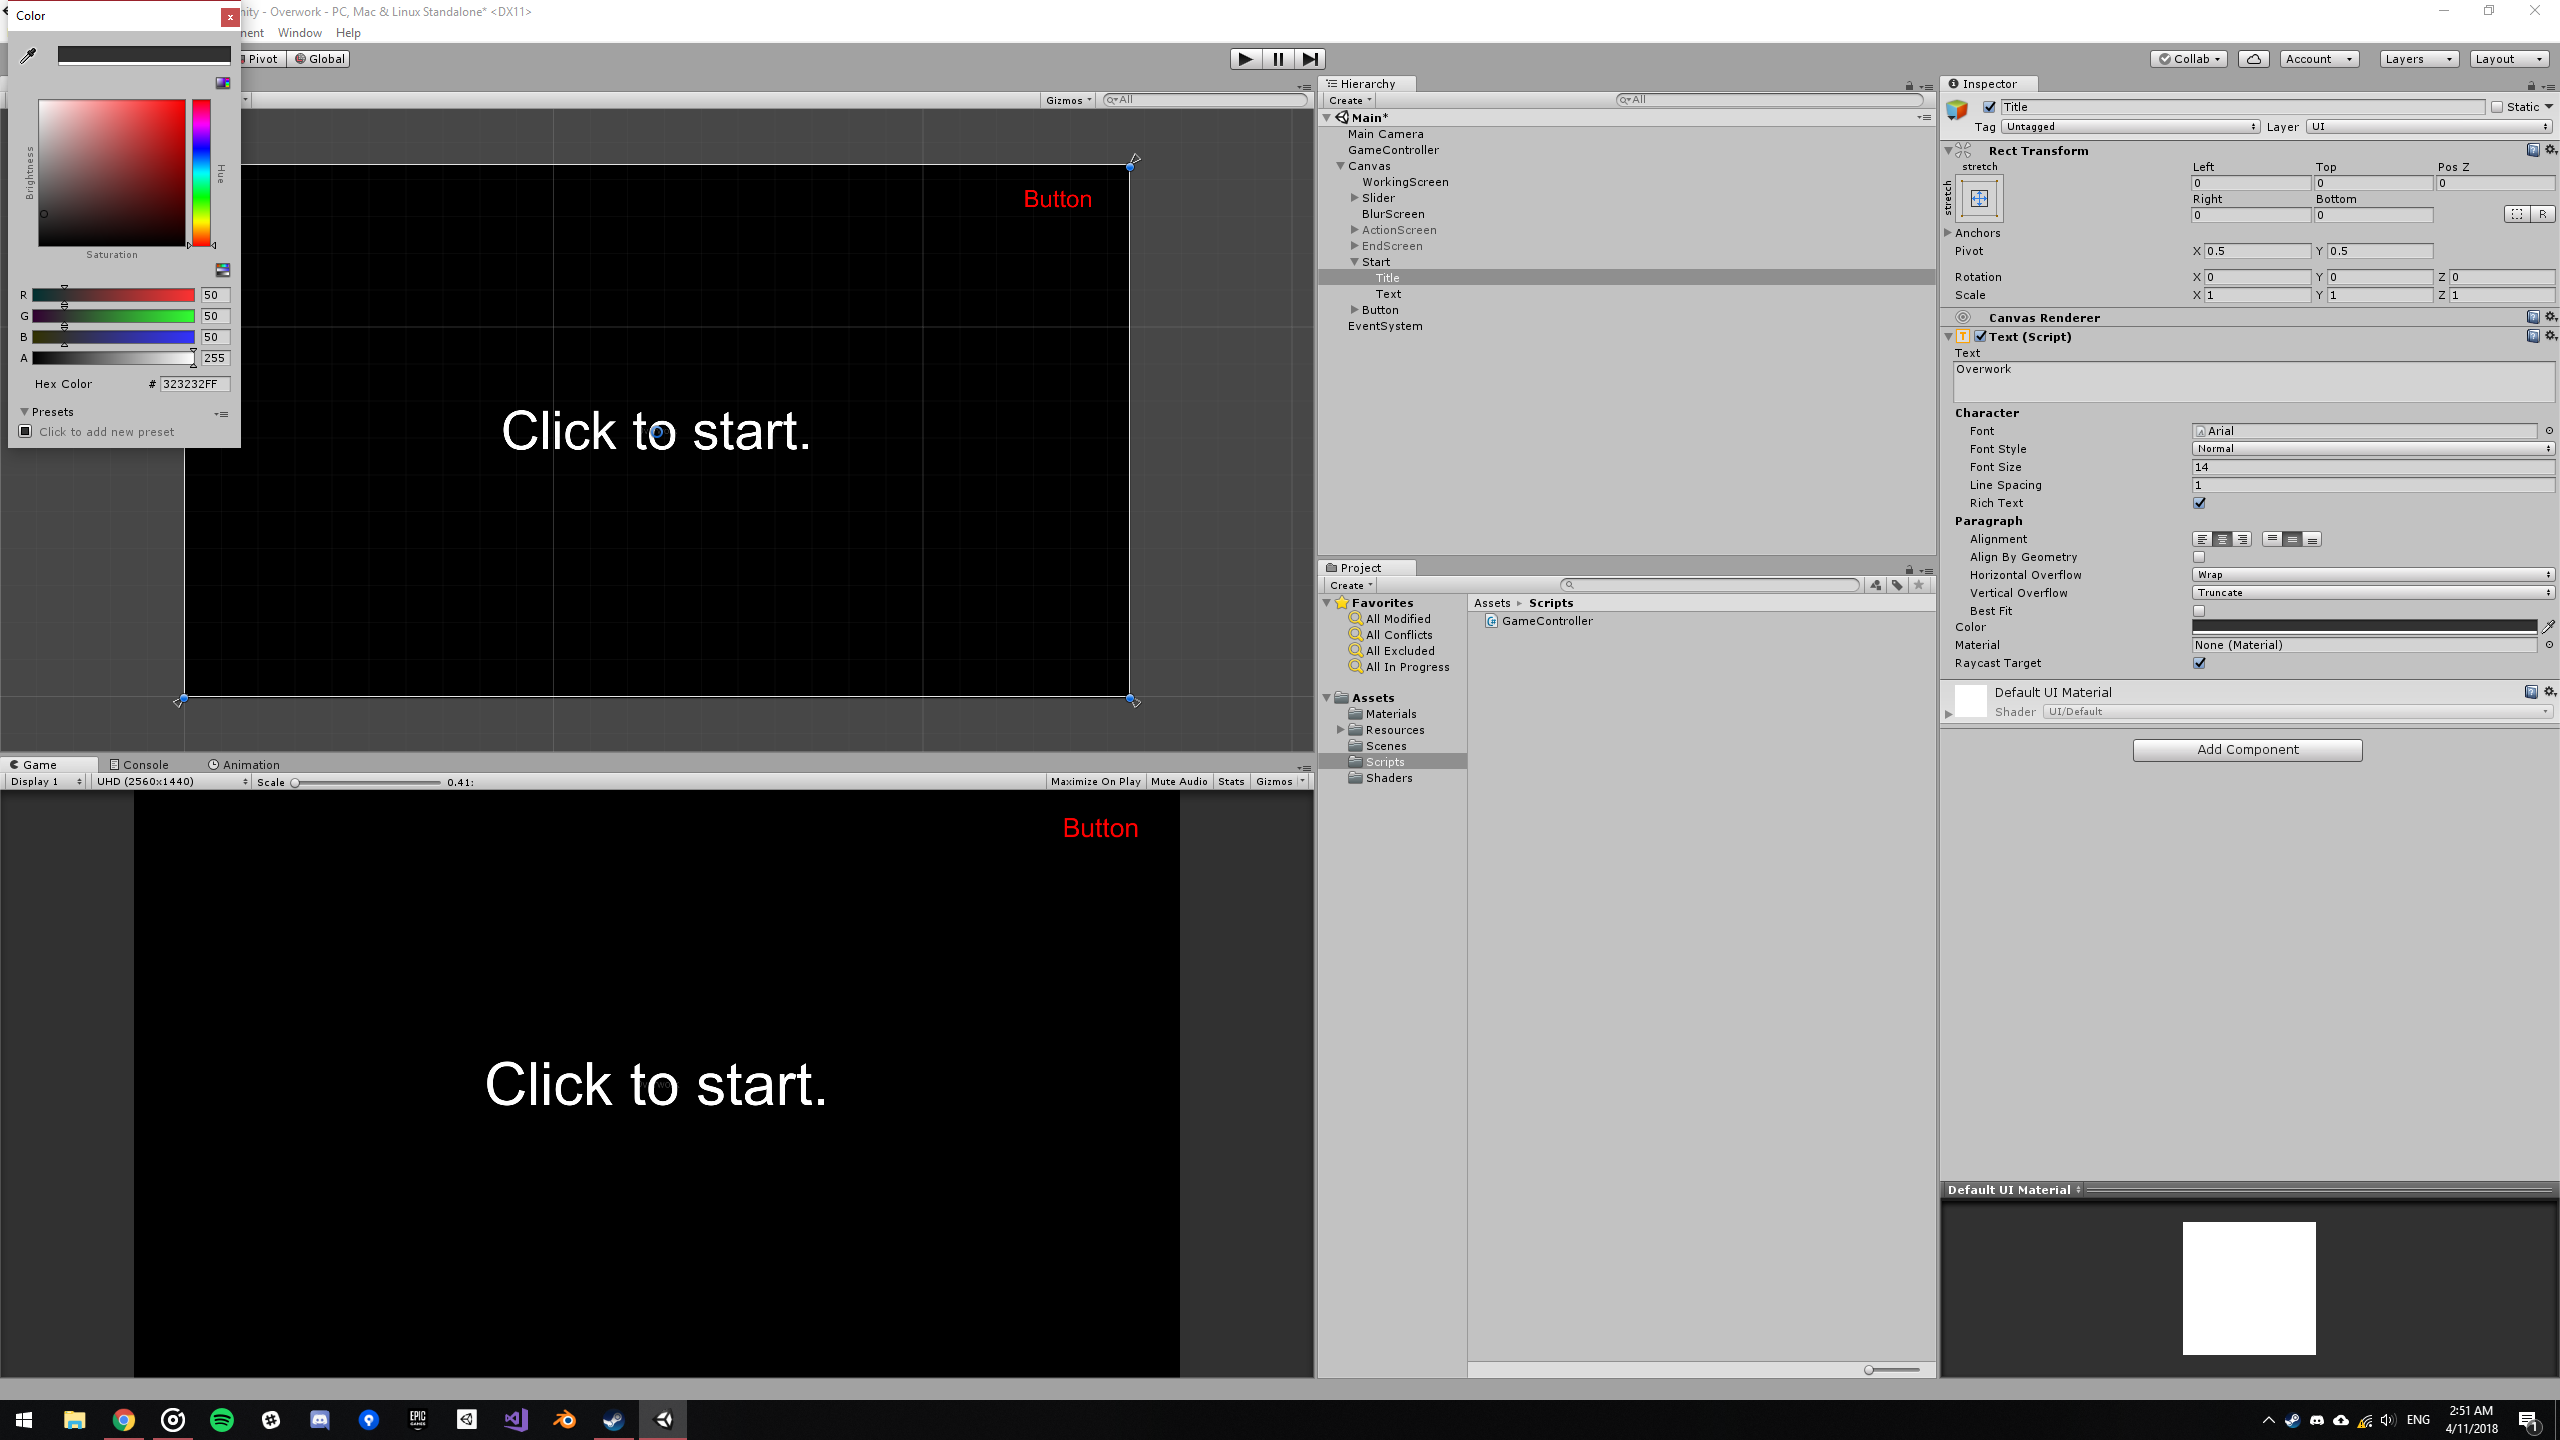 Color
nity - Overwork - PC, Mac & Linux Standalone* <DX11>
nent Window Help
Pivot Global
Collab Account Layers Layout
Gizmos All
Brightness
Hue
Saturation
R 50
G 50
B 50
A 255
Hex Color # 323232FF
Presets
Click to add new preset
Button
Click to start.
Game Console Animation
Display 1 UHD (2560x1440) Scale 0.41: Maximize On Play Mute Audio Stats Gizmos
Button
Click to start.
Hierarchy
Create All
Main*
Main Camera
GameController
Canvas
WorkingScreen
Slider
BlurScreen
ActionScreen
EndScreen
Start
Title
Text
Button
EventSystem
Project
Create
Favorites
All Modified
All Conflicts
All Excluded
All In Progress
Assets
Materials
Resources
Scenes
Scripts
Shaders
Assets Scripts
GameController
Inspector
Title Static
Tag Untagged Layer UI
Rect Transform
stretch
stretch
Left Top Pos Z
0 0 0
Right Bottom
0 0 R
Anchors
Pivot X 0.5 Y 0.5
Rotation X 0 Y 0 Z 0
Scale X 1 Y 1 Z 1
Canvas Renderer
Text (Script)
Text
Overwork
Character
Font Arial
Font Style Normal
Font Size 14
Line Spacing 1
Rich Text
Paragraph
Alignment
Align By Geometry
Horizontal Overflow Wrap
Vertical Overflow Truncate
Best Fit
Color
Material None (Material)
Raycast Target
Default UI Material
Shader UI/Default
Add Component
Default UI Material
EPIC GAMES
ENG
2:51 AM
4/11/2018
1